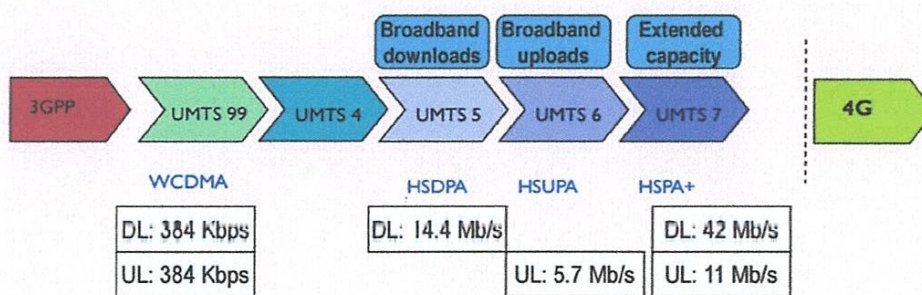 Broadband downloads
Broadband uploads
Extended capacity
3GPP
UMTS 99
UMTS 4
UMTS 5
UMTS 6
UMTS 7
4G
WCDMA
HSDPA
HSUPA
HSPA+
DL: 384 Kbps
DL: 14.4 Mb/s
DL: 42 Mb/s
UL: 384 Kbps
UL: 5.7 Mb/s
UL: 11 Mb/s